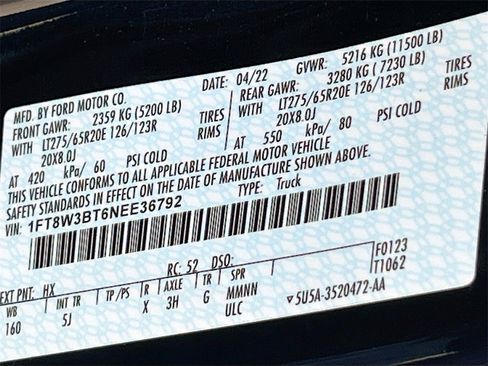 MFD. BY FORD MOTOR CO.
DATE: 04/22 GVWR: 5216 KG (11500 LB)
FRONT GAWR: 2359 KG (5200 LB) REAR GAWR: 3280 KG ( 7230 LB)
WITH LT275/65R20E 126/123R TIRES WITH LT275/65R20E 126/123R TIRES
20X8.0J RIMS 20X8.0J RIMS
AT 420 kPa/ 60 PSI COLD AT 550 kPa/ 80 PSI COLD
THIS VEHICLE CONFORMS TO ALL APPLICABLE FEDERAL MOTOR VEHICLE
SAFETY STANDARDS IN EFFECT ON THE DATE OF MANUFACTURE SHOWN ABOVE.
VIN: 1FT8W3BT6NEE36792 TYPE: Truck
F0123
T1062
EXT PNT: HX RC: 52 DSO:
WB INT TR TP/PS R AXLE TR SPR
160 5J X 3H G MMNN
ULC
5U5A-3520472-AA